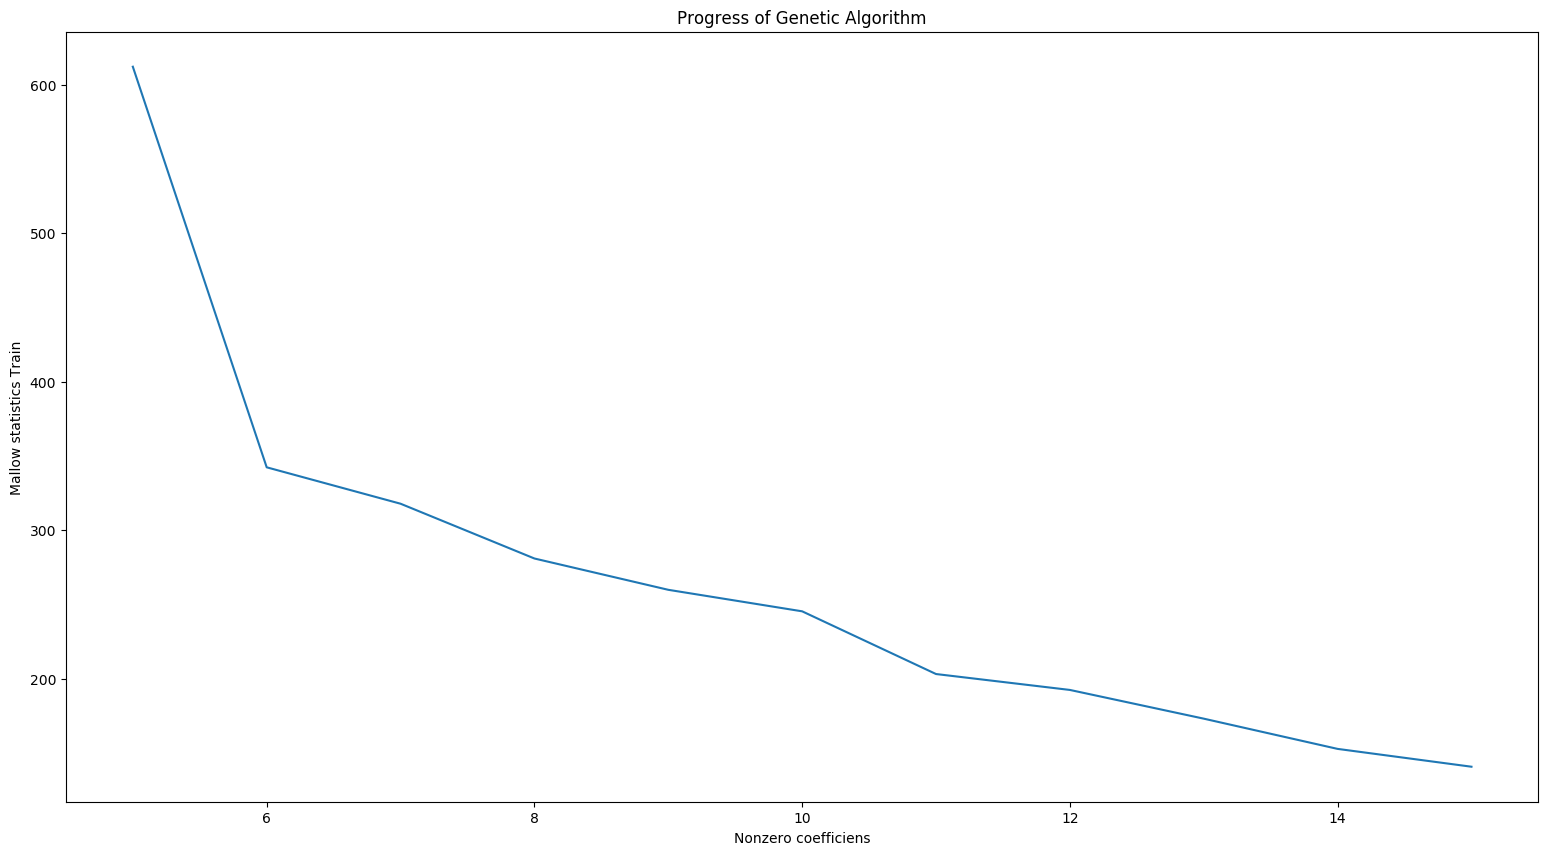 Progress of Genetic Algorithm
600
500
400
300
200
Mallow statistics Train
6 8 10 12 14
Nonzero coefficiens